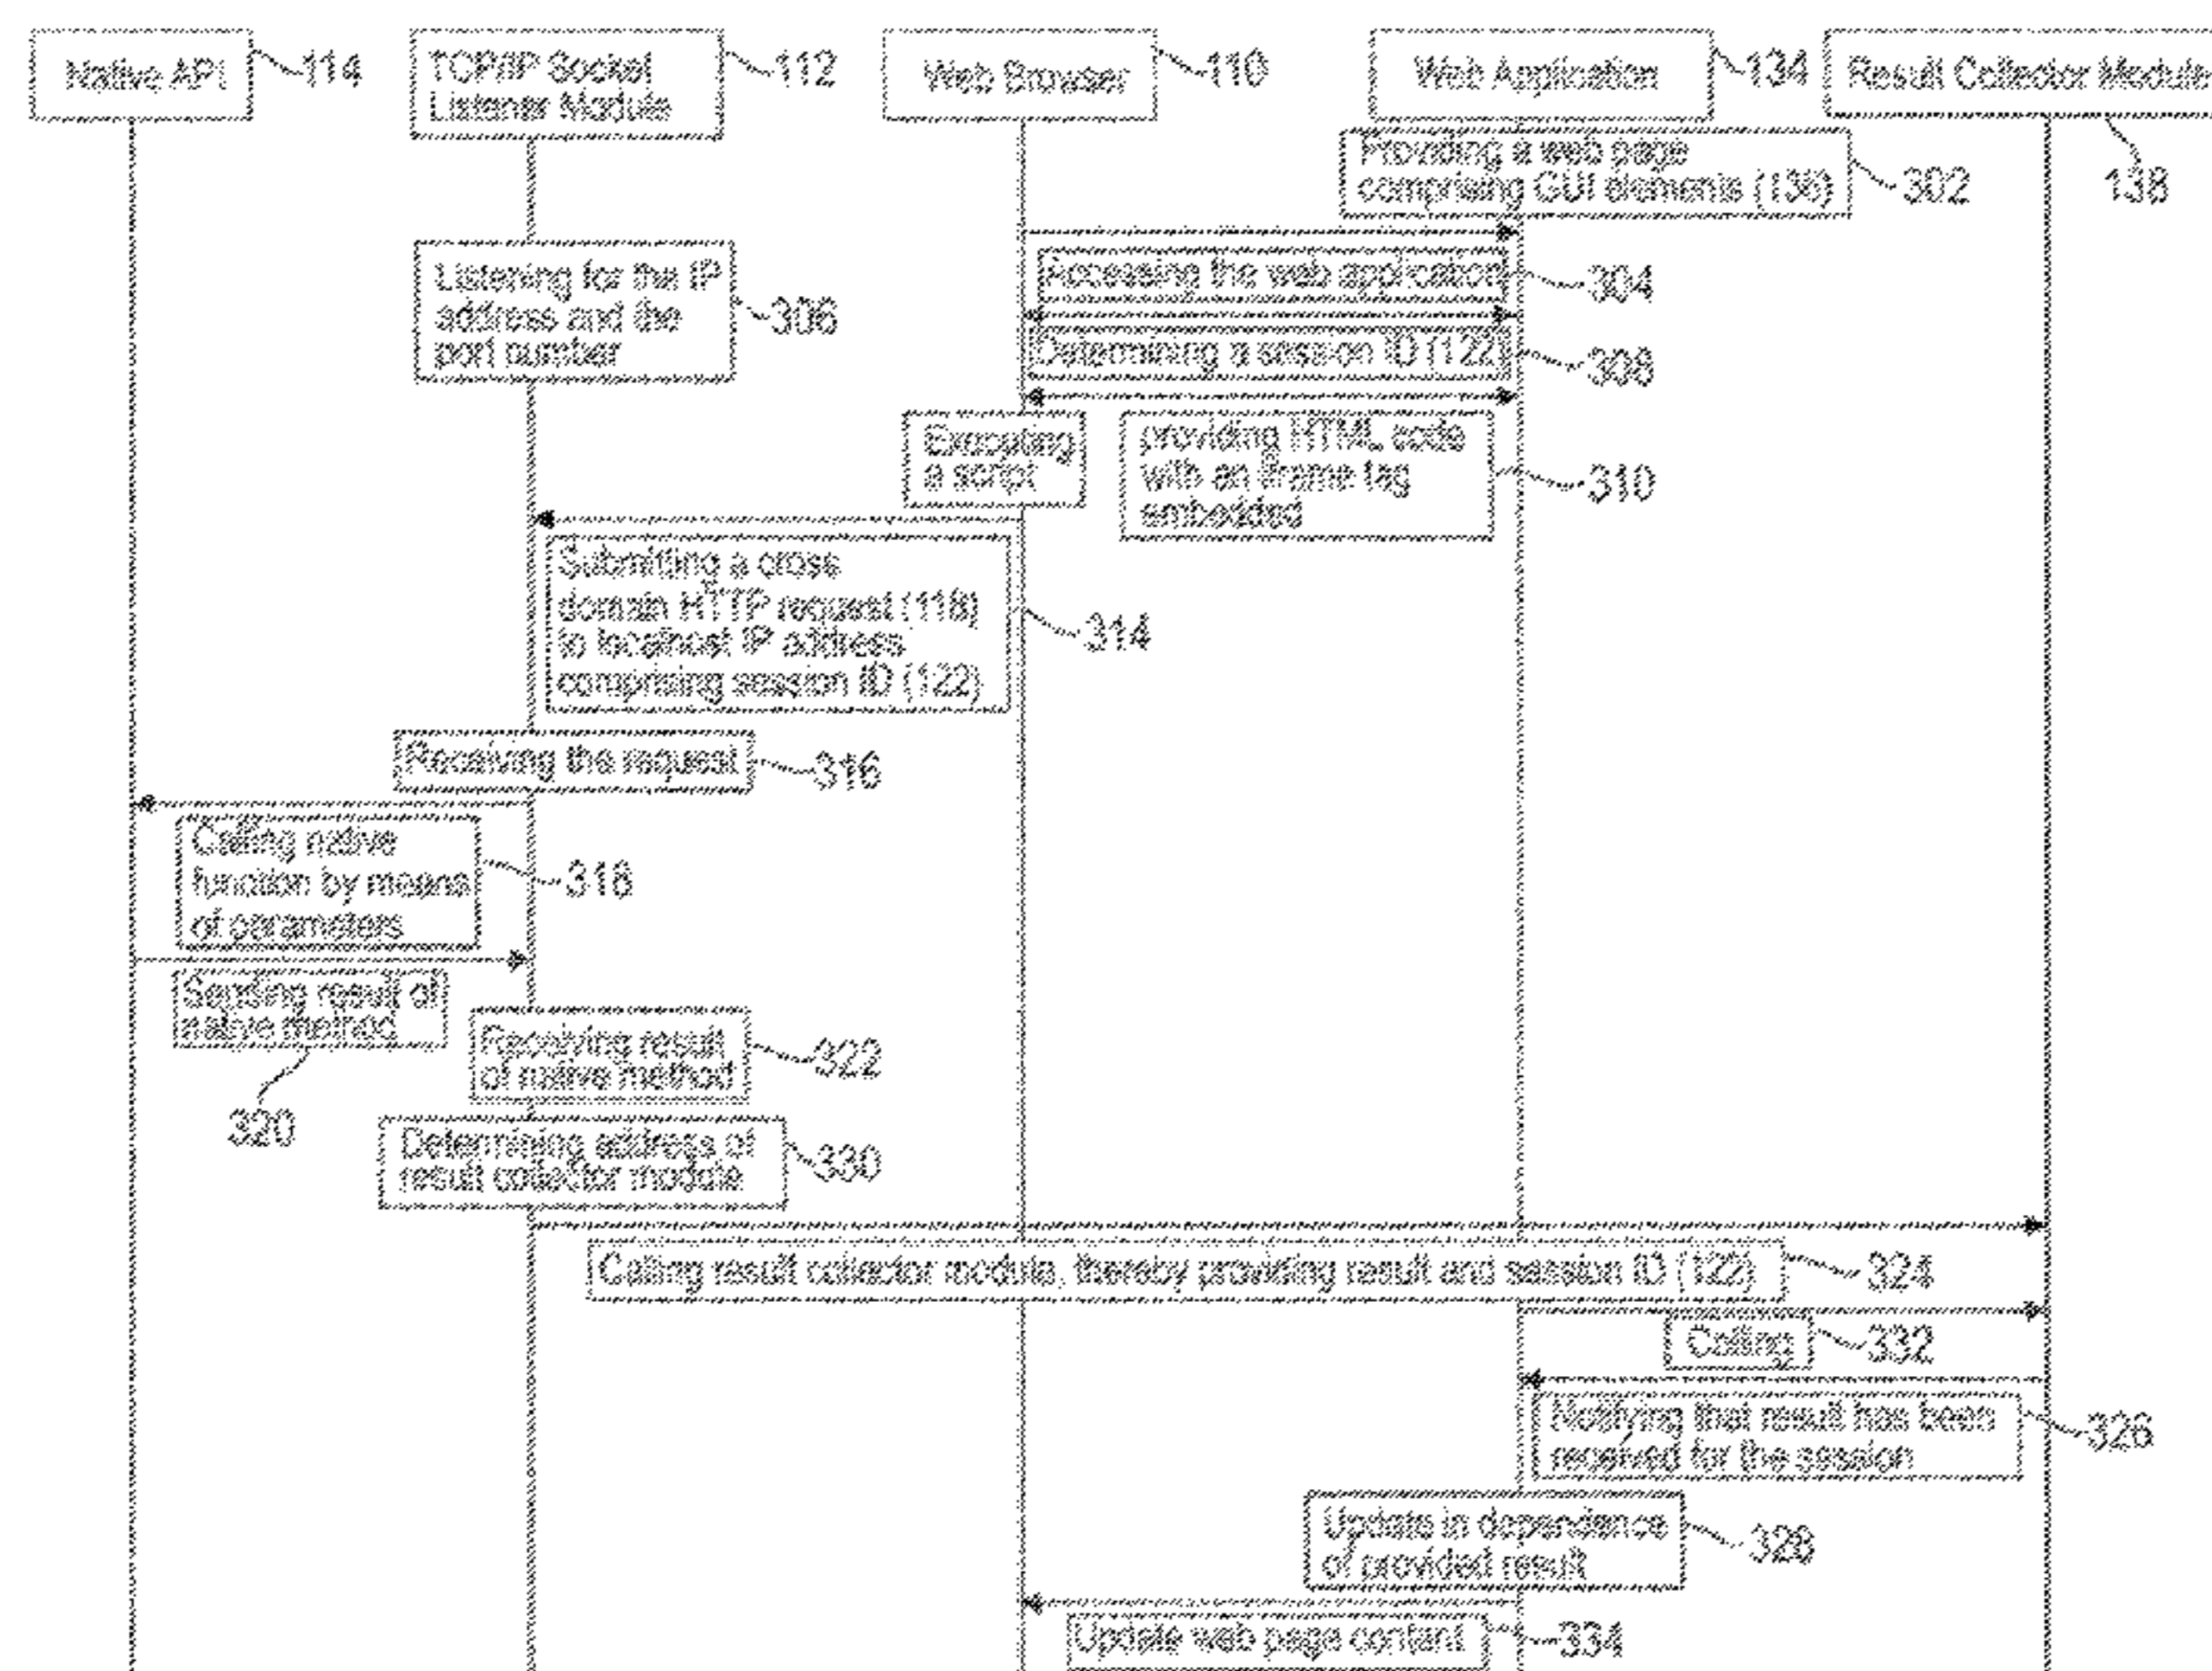 Native API
114
TCP/IP Socket
Listener Module
112
Web Browser
110
Web Application
134
Result Collector Module
138
Providing a web page
comprising GUI elements (136)
302
Accessing the web application
304
Listening for the IP
address and the
port number
306
Determining a session ID (122)
308
Executing
a script
providing HTML code
with an iframe tag
embedded
310
Submitting a cross
domain HTTP request (118)
to localhost IP address
comprising session ID (122)
314
Receiving the request
316
Calling native
function by means
of parameters
318
Sending result of
native method
320
Receiving result
of native method
322
Determining address of
result collector module
330
Calling result collector module, thereby providing result and session ID (122)
324
Calling
332
Notifying that result has been
received for the session
326
Update in dependence
of provided result
328
Update web page content
334